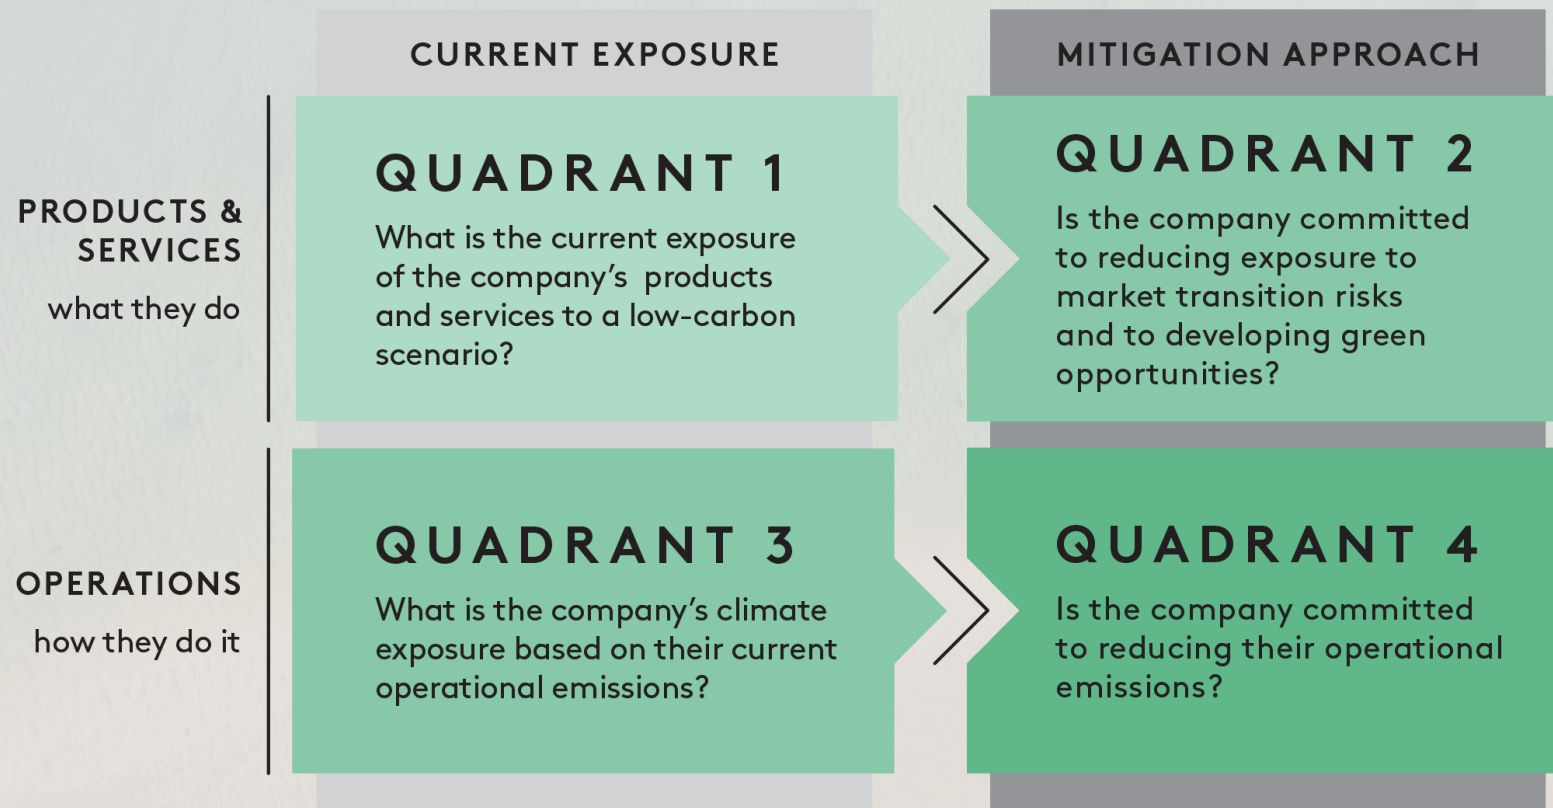 CURRENT EXPOSURE
MITIGATION APPROACH
PRODUCTS &
SERVICES
what they do
QUADRANT 1
What is the current exposure
of the company’s  products
and services to a low-carbon
scenario?
QUADRANT 2
Is the company committed
to reducing exposure to
market transition risks
and to developing green
opportunities?
OPERATIONS
how they do it
QUADRANT 3
What is the company’s climate
exposure based on their current
operational emissions?
QUADRANT 4
Is the company committed
to reducing their operational
emissions?